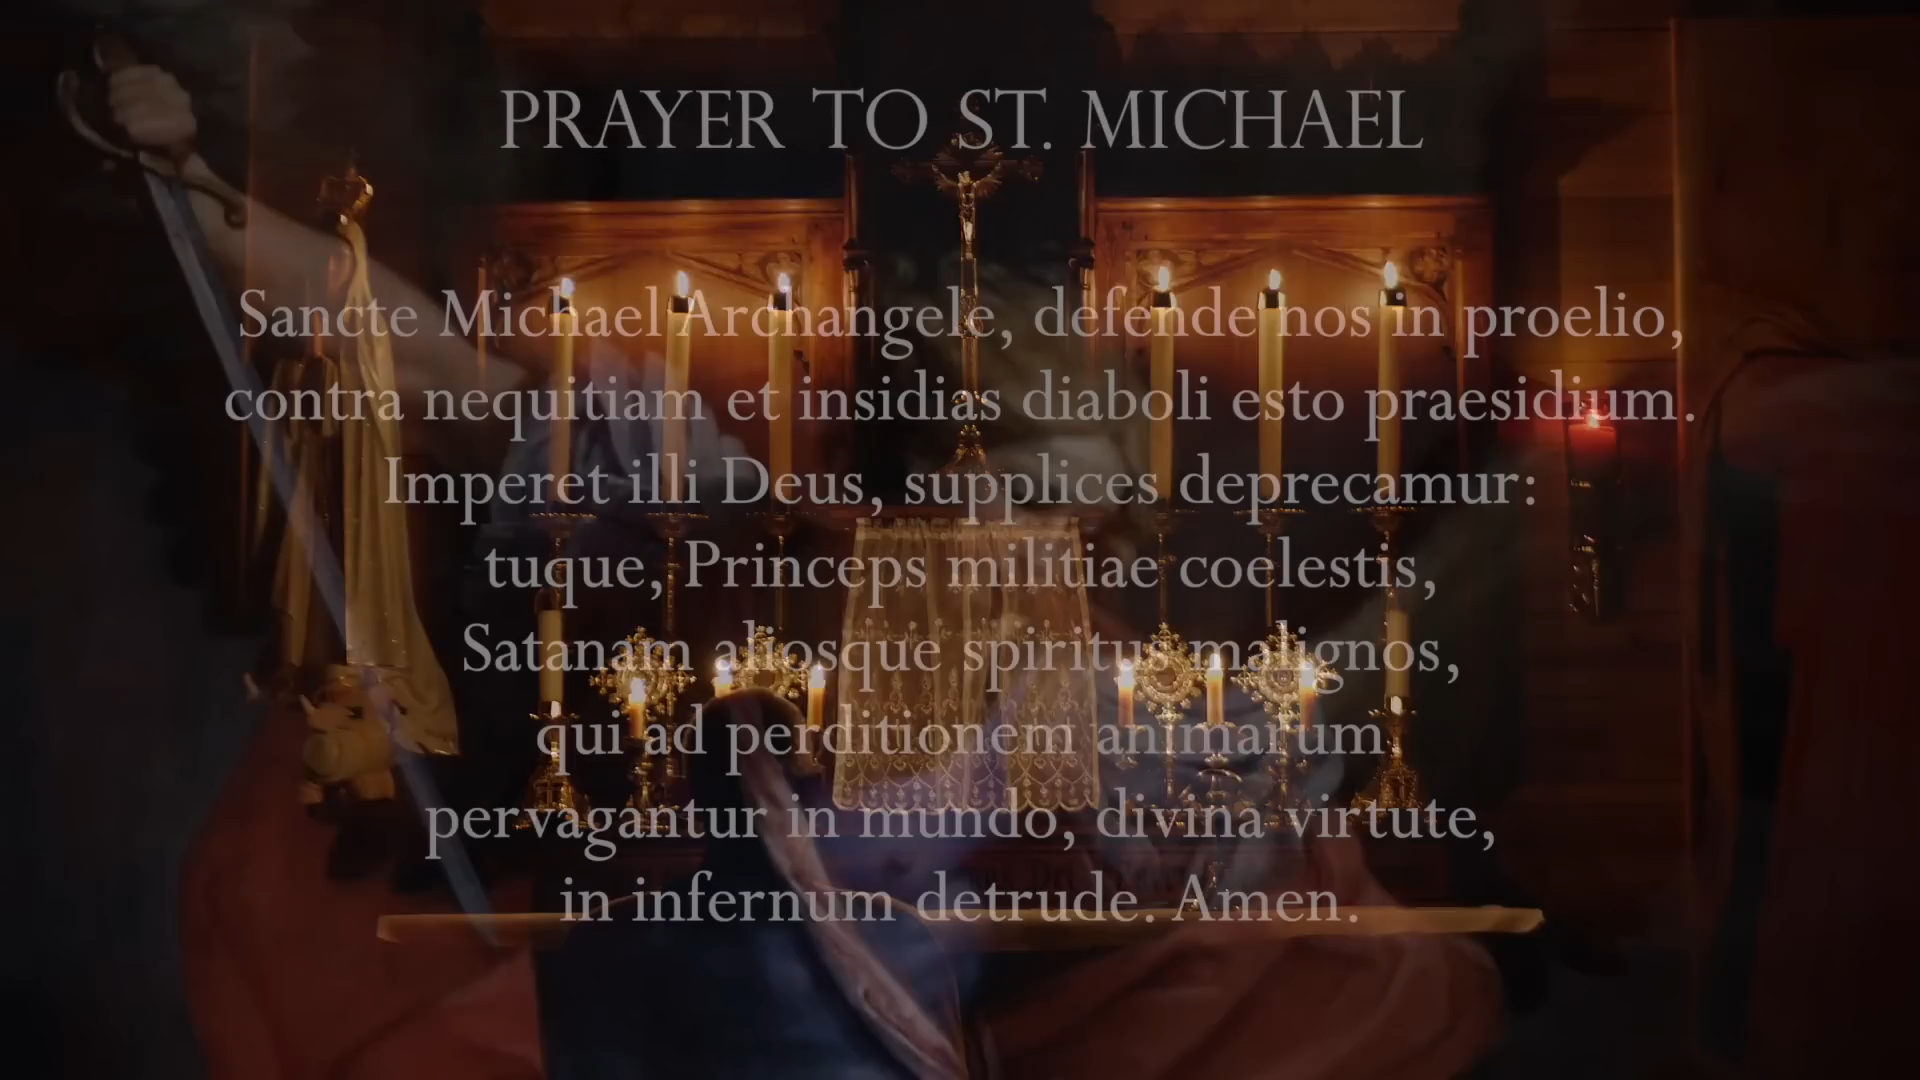 PRAYER TO ST. MICHAEL
Sancte Michael Archangele, defende nos in proelio,
contra nequitiam et insidias diaboli esto praesidium.
Imperet illi Deus, supplices deprecamur:
tuque, Princeps militiae coelestis,
Satanam aliosque spiritus malignos,
qui ad perditionem animarum
pervagantur in mundo, divina virtute,
in infernum detrude. Amen.